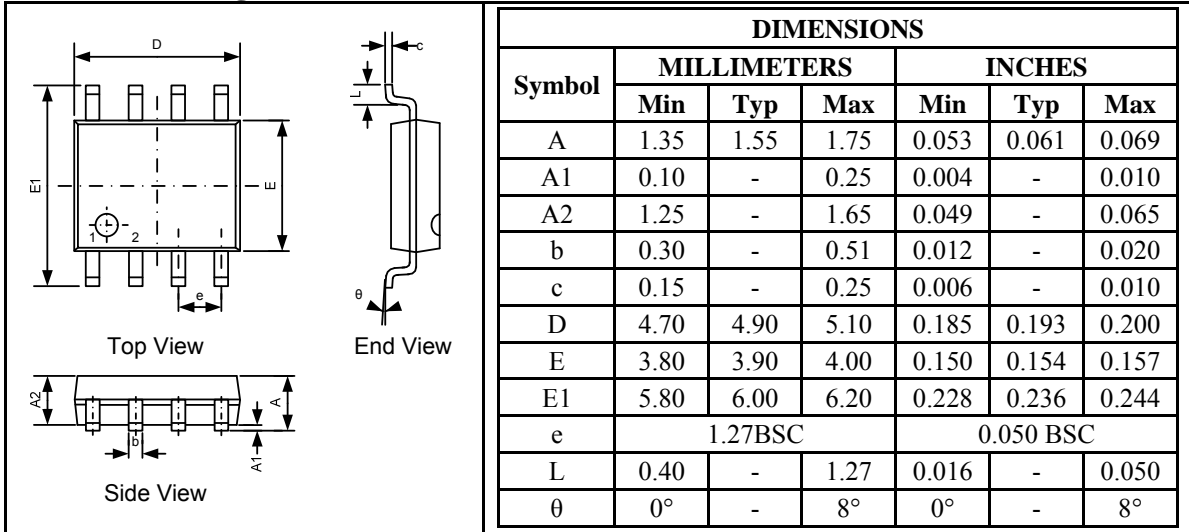 D
c
L
E1
E
1 2
e
θ
Top View
End View
A2
A
b
A1
Side View
DIMENSIONS
Symbol MILLIMETERS INCHES
Min Typ Max Min Typ Max
A 1.35 1.55 1.75 0.053 0.061 0.069
A1 0.10 - 0.25 0.004 - 0.010
A2 1.25 - 1.65 0.049 - 0.065
b 0.30 - 0.51 0.012 - 0.020
c 0.15 - 0.25 0.006 - 0.010
D 4.70 4.90 5.10 0.185 0.193 0.200
E 3.80 3.90 4.00 0.150 0.154 0.157
E1 5.80 6.00 6.20 0.228 0.236 0.244
e 1.27BSC 0.050 BSC
L 0.40 - 1.27 0.016 - 0.050
θ 0° - 8° 0° - 8°